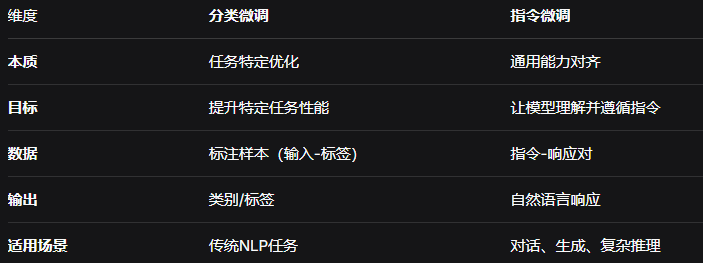 维度 分类微调 指令微调
本质 任务特定优化 通用能力对齐
目标 提升特定任务性能 让模型理解并遵循指令
数据 标注样本（输入-标签） 指令-响应对
输出 类别/标签 自然语言响应
适用场景 传统NLP任务 对话、生成、复杂推理